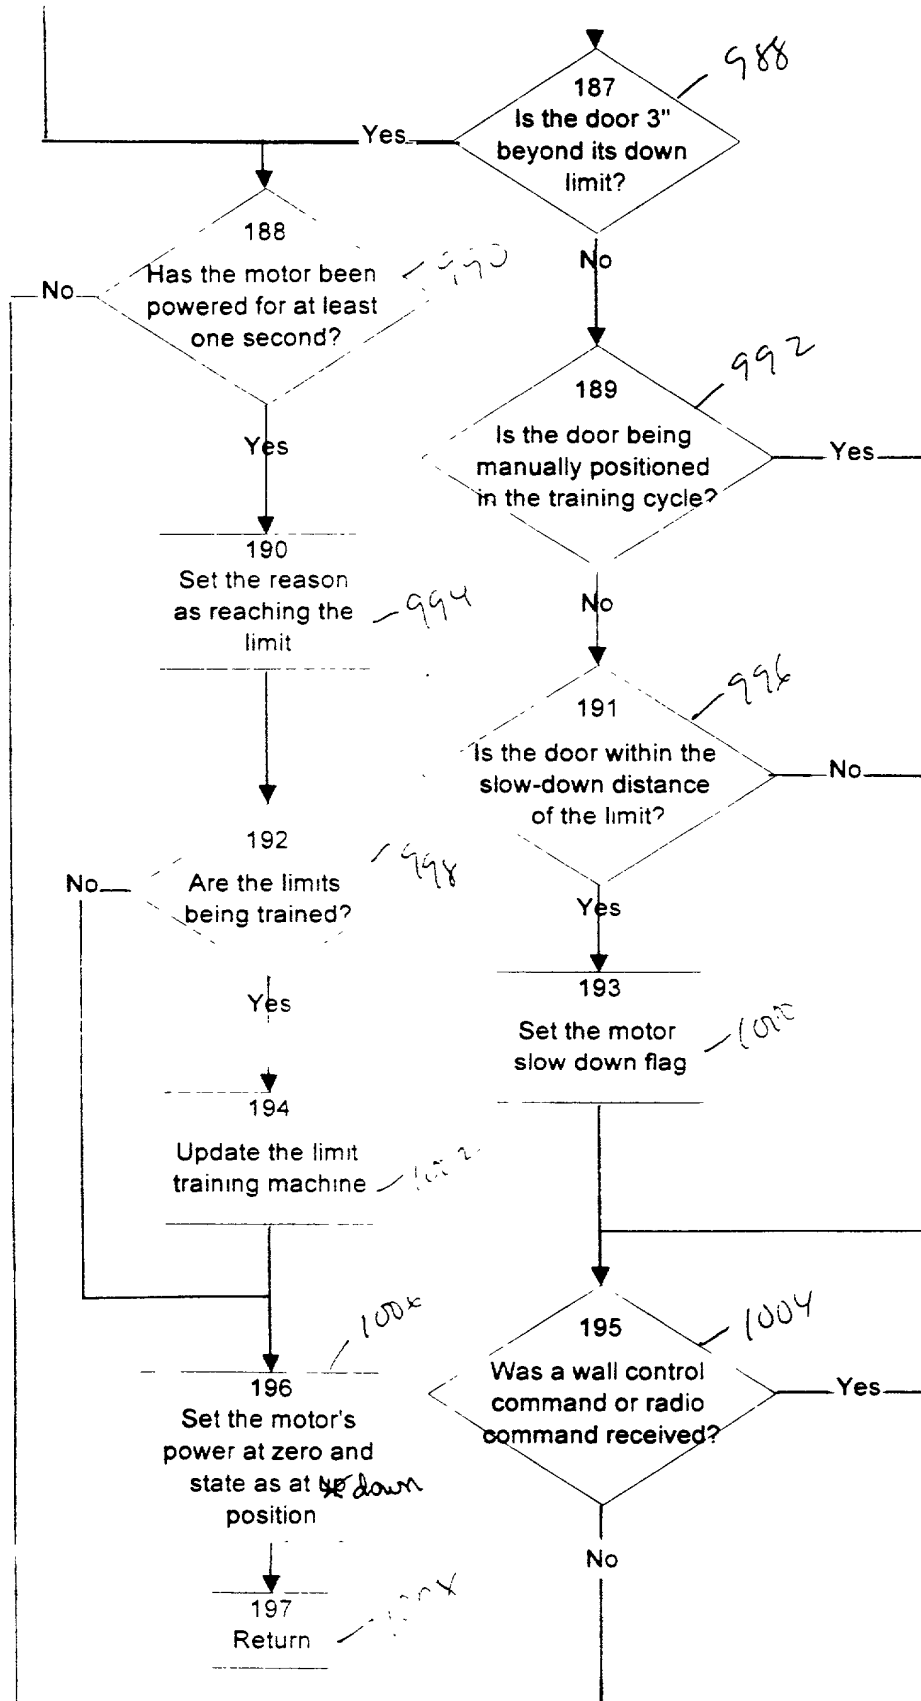 988
187
Is the door 3"
beyond its down
limit?
Yes
188
Has the motor been
powered for at least
one second?
990
No
No
Yes
992
189
Is the door being
manually positioned
in the training cycle?
Yes
190
Set the reason
as reaching the
limit
994
No
996
191
Is the door within the
slow-down distance
of the limit?
No
192
Are the limits
being trained?
998
No
Yes
Yes
193
Set the motor
slow down flag
1000
194
Update the limit
training machine
1002
1004
195
Was a wall control
command or radio
command received?
Yes
196
Set the motor's
power at zero and
state as at down
position
No
197
Return